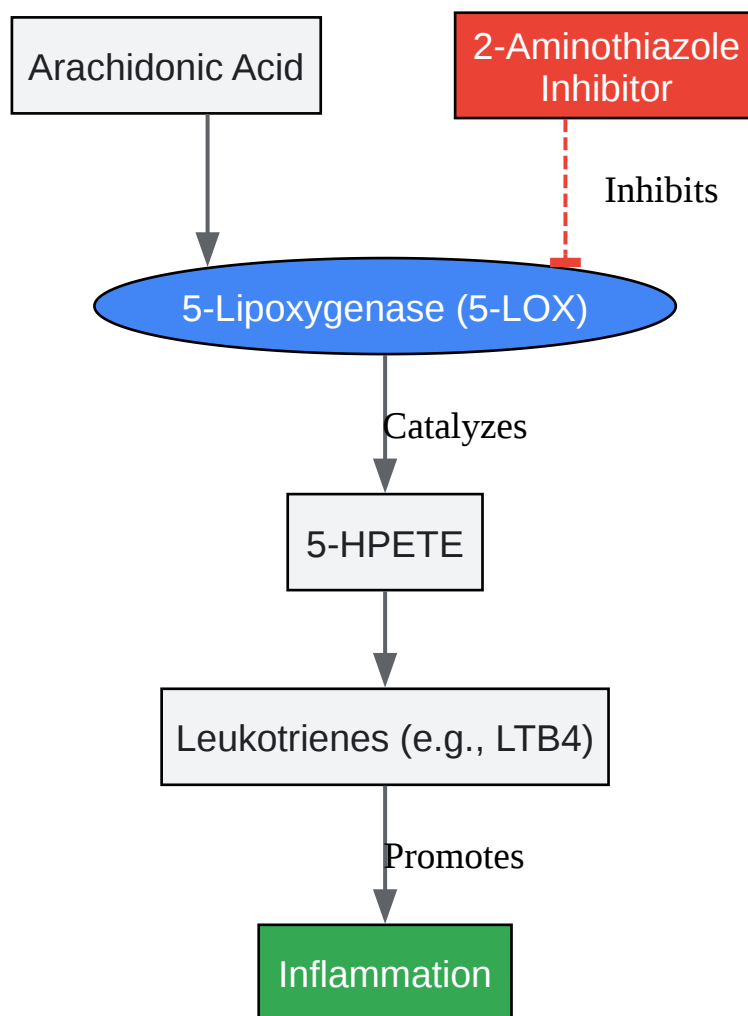 Arachidonic Acid
2-Aminothiazole
Inhibitor
Inhibits
5-Lipoxygenase (5-LOX)
Catalyzes
5-HPETE
Leukotrienes (e.g., LTB4)
Promotes
Inflammation